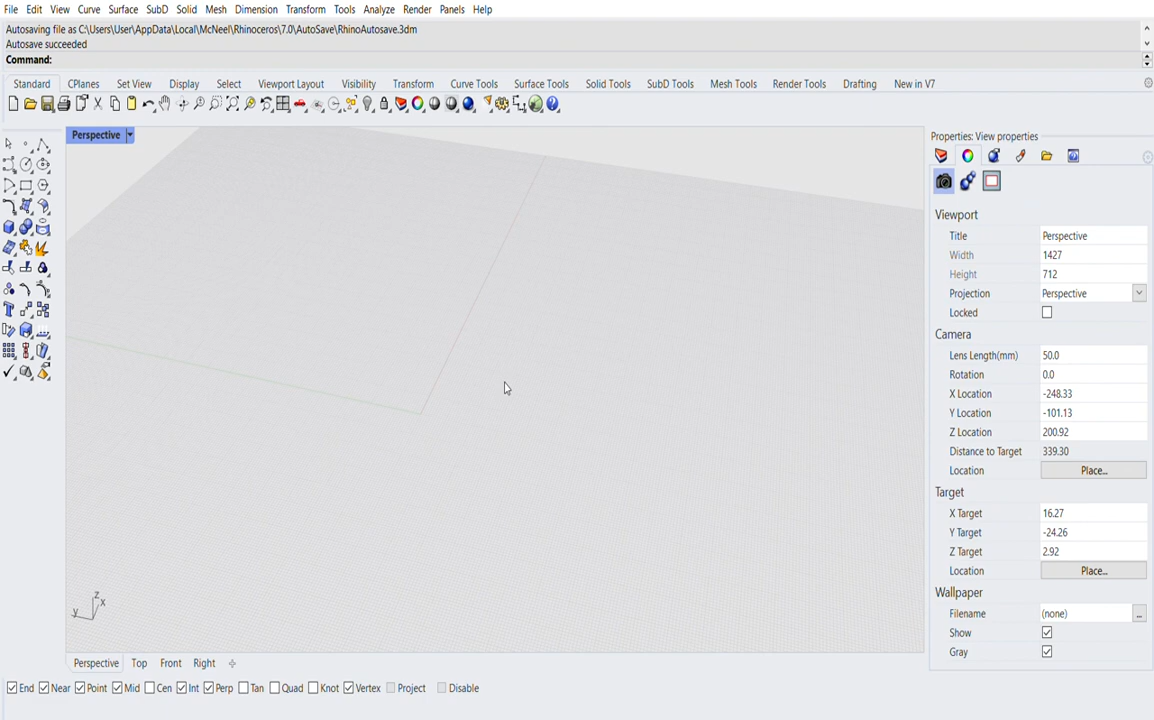 File Edit View Curve Surface SubD Solid Mesh Dimension Transform Tools Analyze Render Panels Help
Autosaving file as C:\Users\User\AppData\Local\McNeel\Rhinoceros\7.0\AutoSave\RhinoAutosave.3dm
Autosave succeeded
Command:
Standard CPlanes Set View Display Select Viewport Layout Visibility Transform Curve Tools Surface Tools Solid Tools SubD Tools Mesh Tools Render Tools Drafting New in V7
Perspective
Properties: View properties
Viewport
Title Perspective
Width 1427
Height 712
Projection Perspective
Locked
Camera
Lens Length(mm) 50.0
Rotation 0.0
X Location -248.33
Y Location -101.13
Z Location 200.92
Distance to Target 339.30
Location Place...
Target
X Target 16.27
Y Target -24.26
Z Target 2.92
Location Place...
Wallpaper
Filename (none) ...
Show
Gray
z
y x
Perspective Top Front Right
End Near Point Mid Cen Int Perp Tan Quad Knot Vertex Project Disable